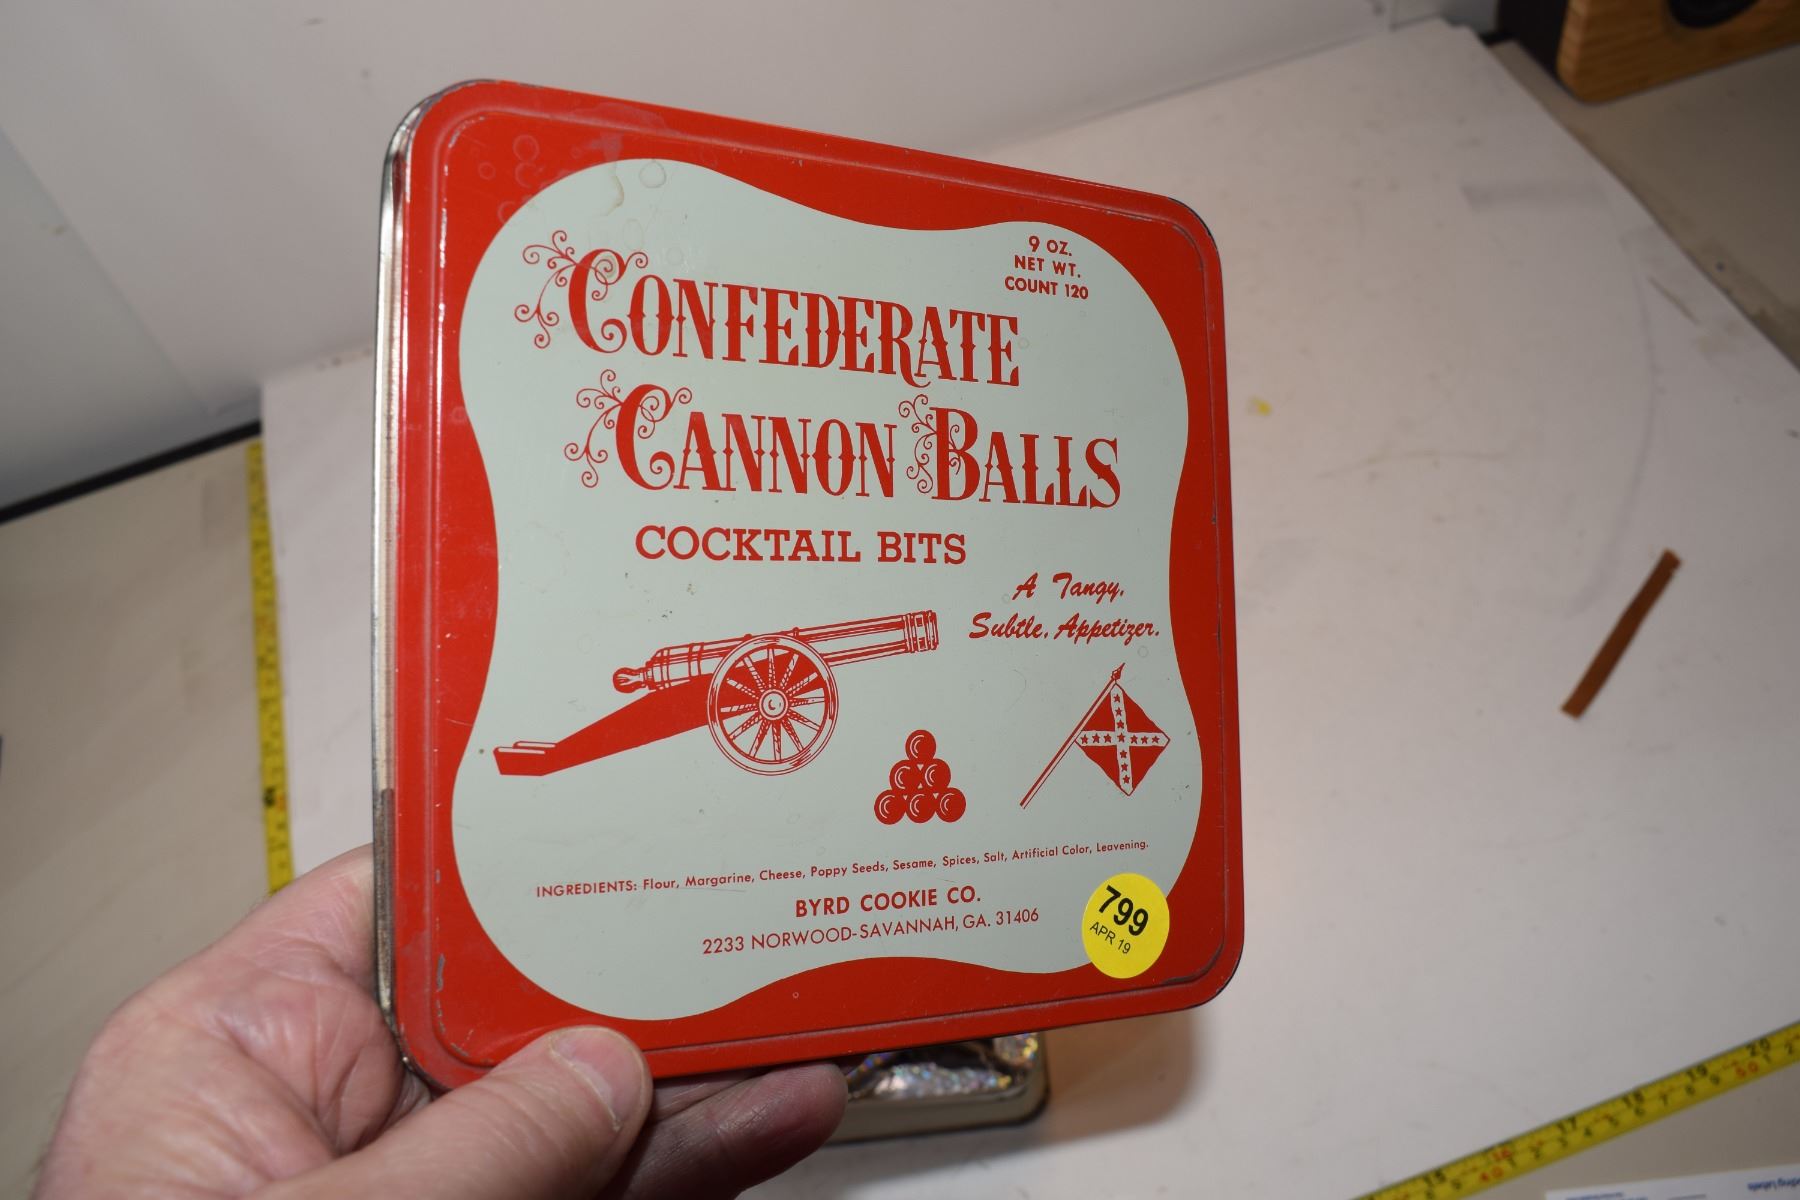 9 OZ.
NET WT.
COUNT 120
CONFEDERATE
CANNON BALLS
COCKTAIL BITS
A Tangy,
Subtle, Appetizer.
INGREDIENTS: Flour, Margarine, Cheese, Poppy Seeds, Sesame, Spices, Salt, Artificial Color, Leavening.
BYRD COOKIE CO.
2233 NORWOOD-SAVANNAH, GA. 31406
799
APR 19